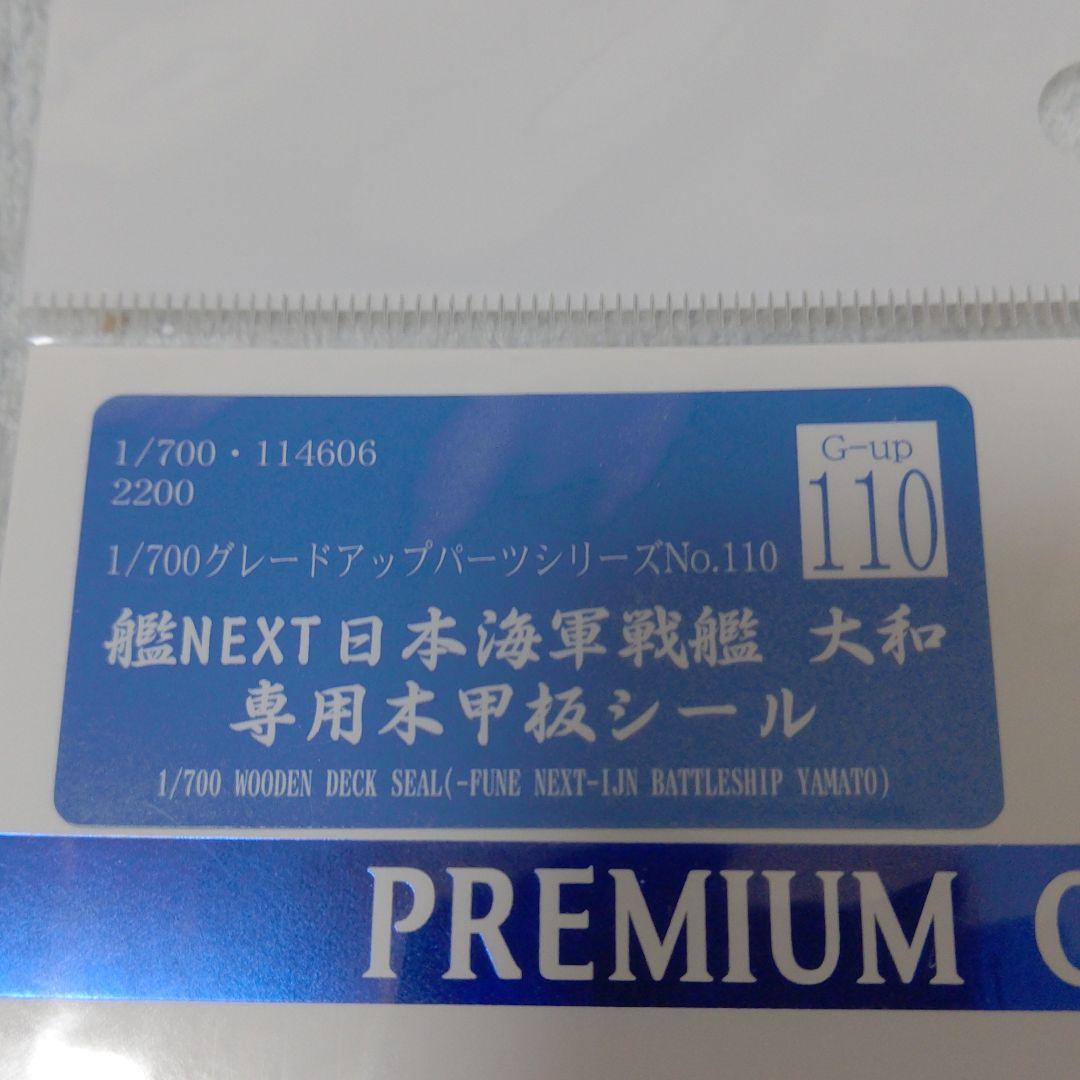 1/700・114606
2200
G-up
110
1/700グレードアップパーツシリーズNo.110
艦NEXT日本海軍戦艦 大和
専用木甲板シール
1/700 WOODEN DECK SEAL(-FUNE NEXT-IJN BATTLESHIP YAMATO)
PREMIUM